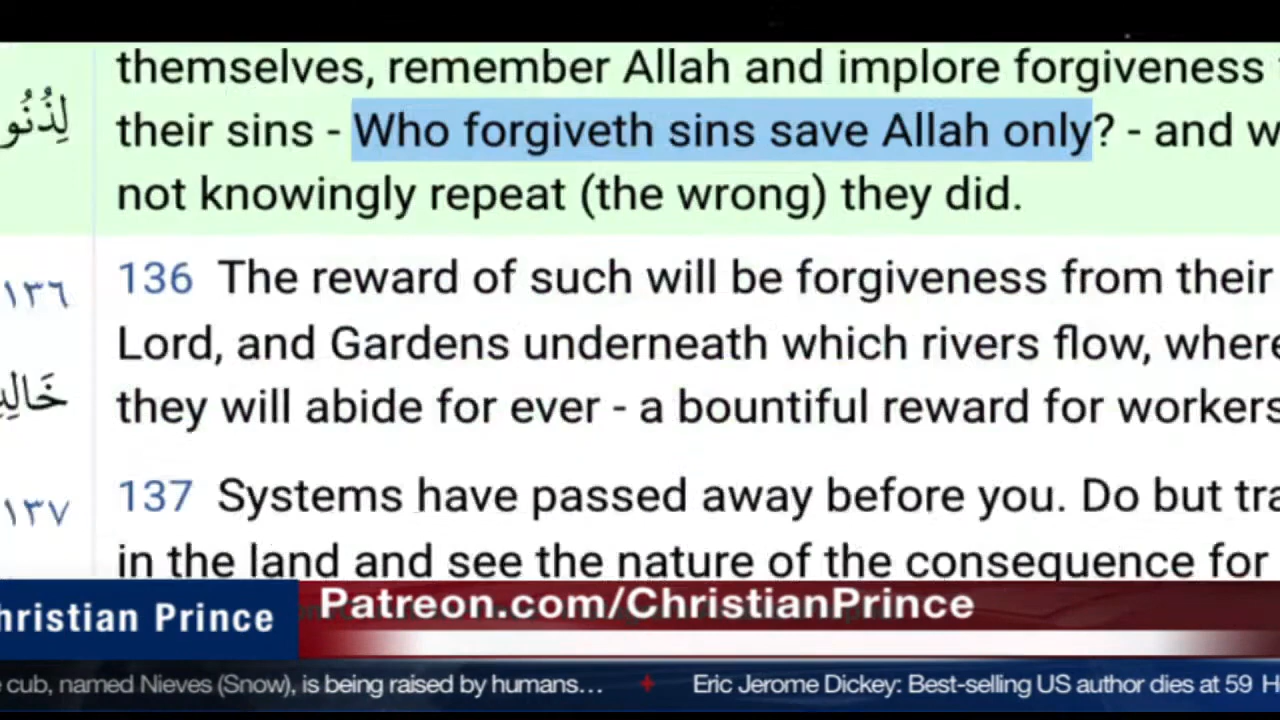 themselves, remember Allah and implore forgiveness
لِذُنُو their sins - Who forgiveth sins save Allah only? - and w
not knowingly repeat (the wrong) they did.
١٣٦ 136 The reward of such will be forgiveness from their
Lord, and Gardens underneath which rivers flow, where
خَالِدِ they will abide for ever - a bountiful reward for workers
١٣٧ 137 Systems have passed away before you. Do but tra
in the land and see the nature of the consequence for
hristian Prince Patreon.com/ChristianPrince
cub, named Nieves (Snow), is being raised by humans... Eric Jerome Dickey: Best-selling US author dies at 59 H